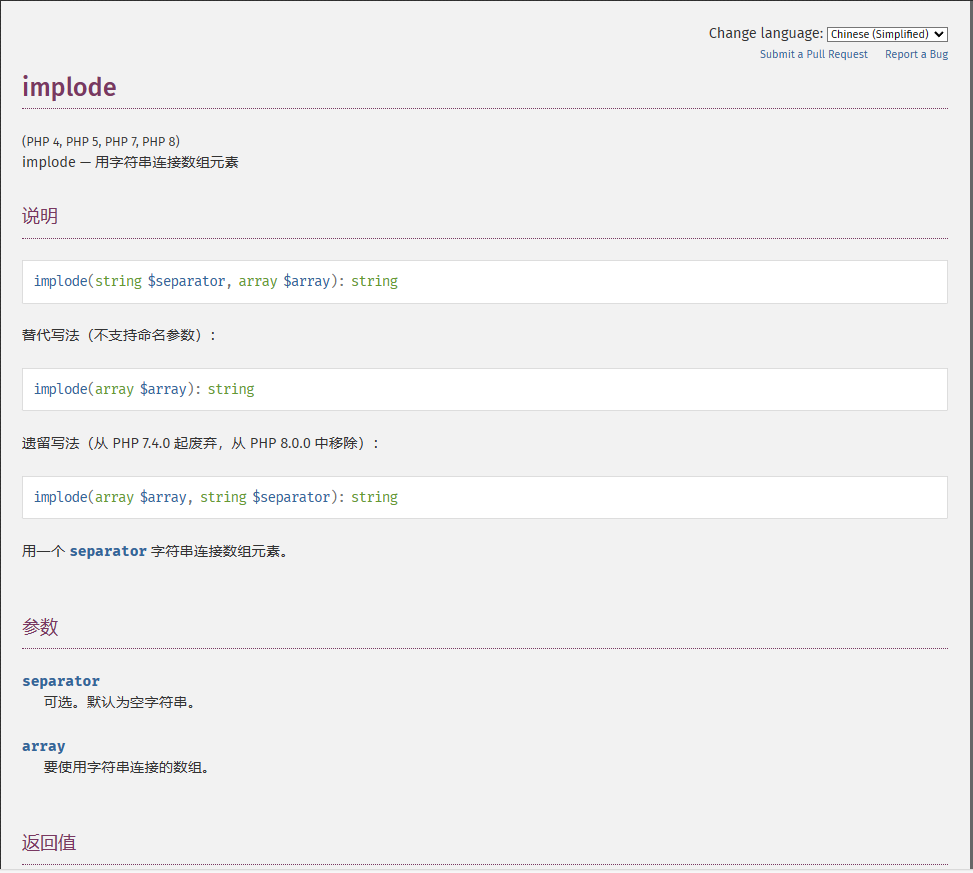 Change language: Chinese (Simplified)
Submit a Pull Request Report a Bug
implode
(PHP 4, PHP 5, PHP 7, PHP 8)
implode — 用字符串连接数组元素
说明
implode(string $separator, array $array): string
替代写法（不支持命名参数）：
implode(array $array): string
遗留写法（从 PHP 7.4.0 起废弃，从 PHP 8.0.0 中移除）：
implode(array $array, string $separator): string
用一个 separator 字符串连接数组元素。
参数
separator
可选。默认为空字符串。
array
要使用字符串连接的数组。
返回值